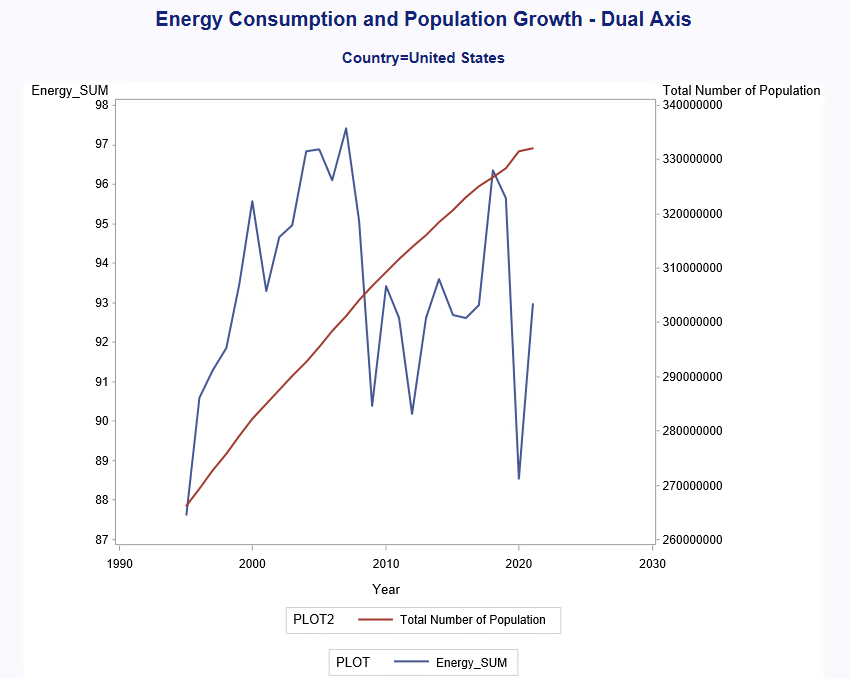 Energy Consumption and Population Growth - Dual Axis
Country=United States
Energy_SUM
Total Number of Population
98
97
96
95
94
93
92
91
90
89
88
87
340000000
330000000
320000000
310000000
300000000
290000000
280000000
270000000
260000000
1990 2000 2010 2020 2030
Year
PLOT2 Total Number of Population
PLOT Energy_SUM